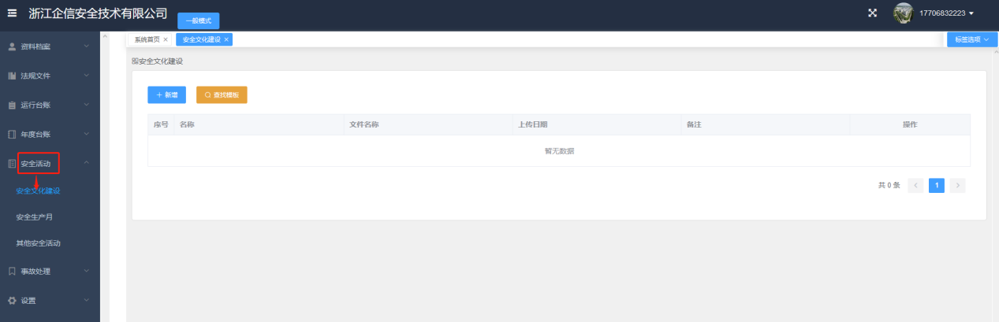 浙江企信安全技术有限公司
一般模式
17706832223
资料档案
法规文件
运行台账
年度台账
安全活动
安全文化建设
安全生产月
其他安全活动
事故处理
设置
系统首页 ×
安全文化建设 ×
标签选项
安全文化建设
+ 新增
查找模板
序号 名称 文件名称 上传日期 备注 操作
暂无数据
共 0 条 < 1 >